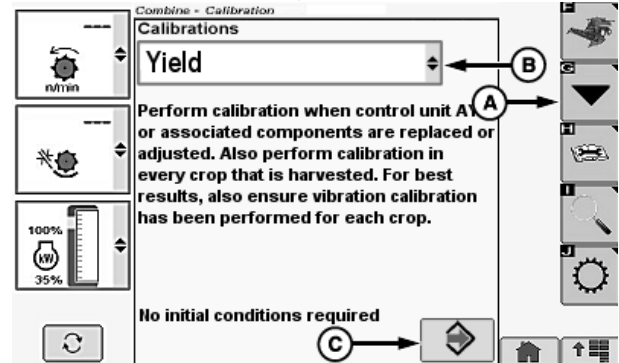 Combine - Calibration
Calibrations
---
n/min
Yield
B
A
Perform calibration when control unit AY
or associated components are replaced or
adjusted. Also perform calibration in
every crop that is harvested. For best
results, also ensure vibration calibration
has been performed for each crop.
---
100%
kW
35%
No initial conditions required
C
F
G
H
I
J